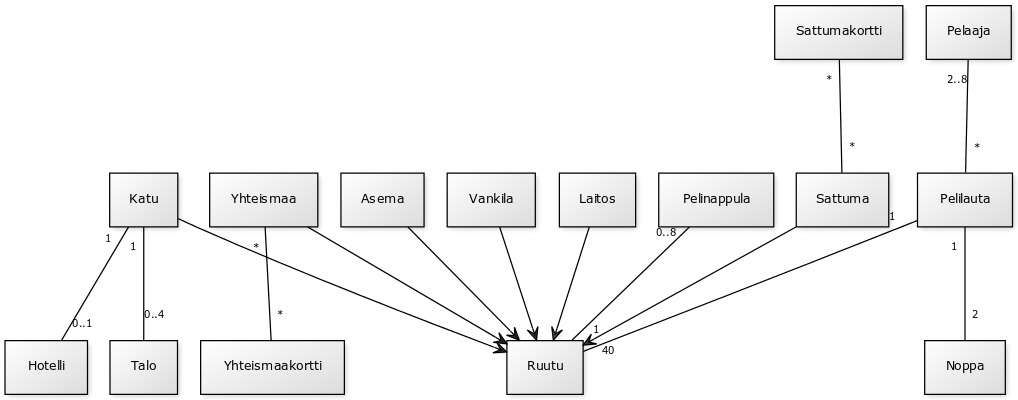 Sattumakortti
Pelaaja
*
2..8
*
*
Katu
Yhteismaa
Asema
Vankila
Laitos
Pelinappula
Sattuma
Pelilauta
1
0..8
1
1
*
1
0..1
0..4
*
1
2
40
Hotelli
Talo
Yhteismaakortti
Ruutu
Noppa